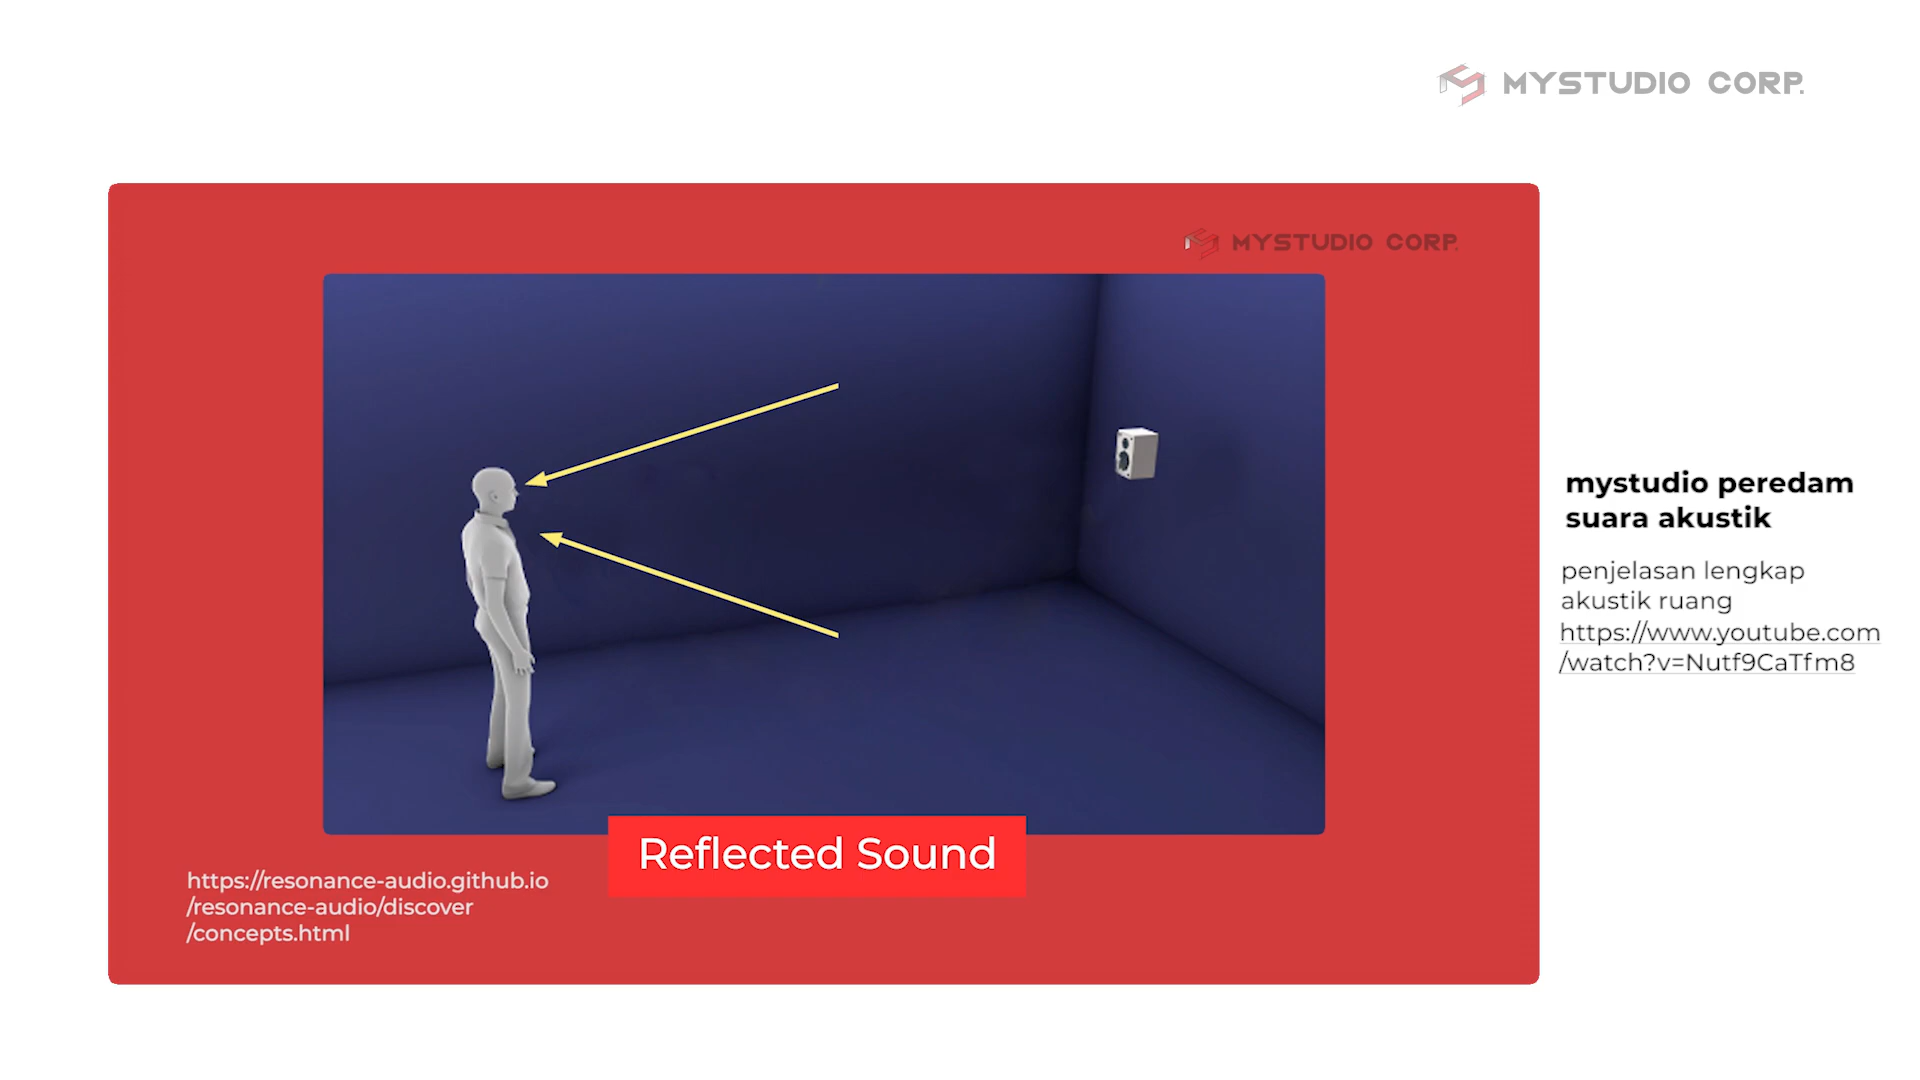 MYSTUDIO CORP.
MYSTUDIO CORP.
Reflected Sound
https://resonance-audio.github.io
/resonance-audio/discover
/concepts.html
mystudio peredam
suara akustik
penjelasan lengkap
akustik ruang
https://www.youtube.com
/watch?v=Nutf9CaTfm8